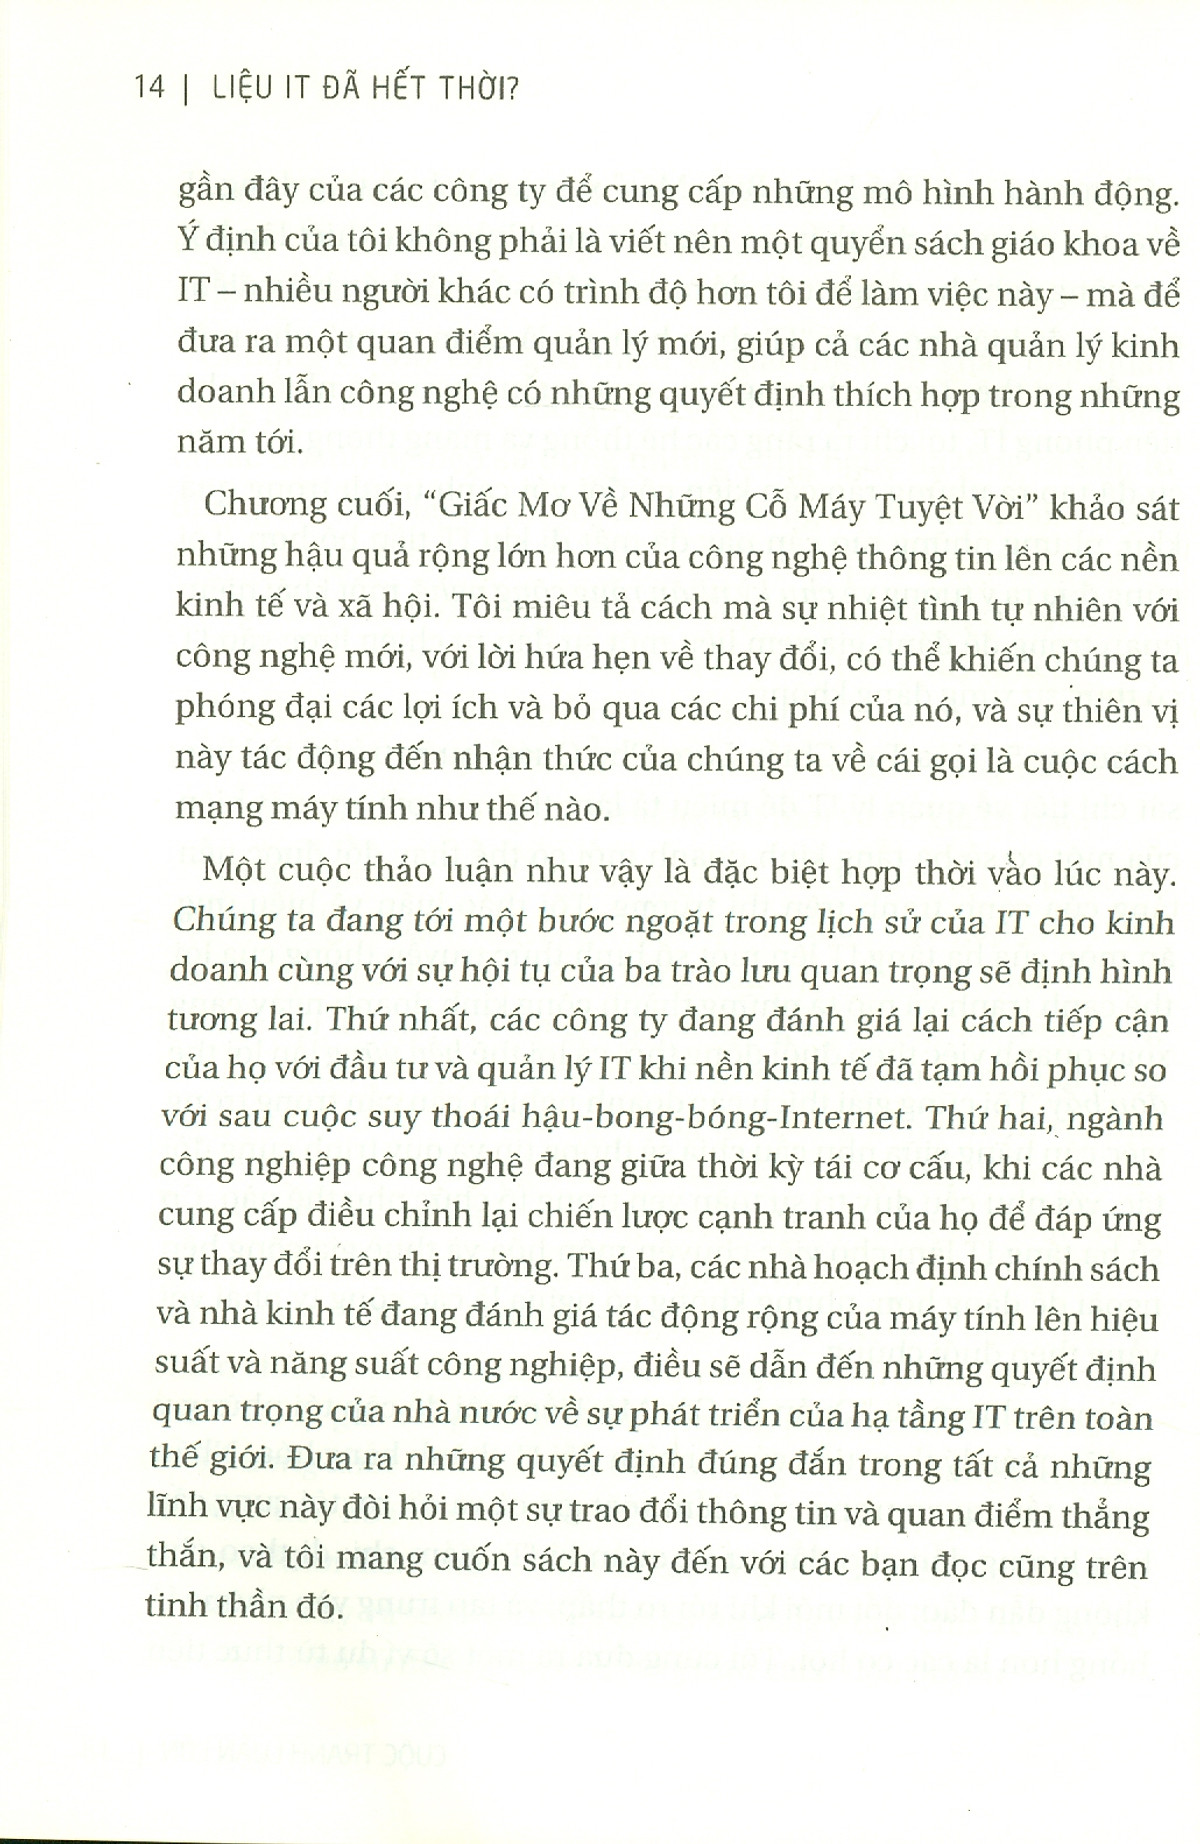 14 | LIỆU IT ĐÃ HẾT THỜI?
gần đây của các công ty để cung cấp những mô hình hành động.
Ý định của tôi không phải là viết nên một quyển sách giáo khoa về
IT – nhiều người khác có trình độ hơn tôi để làm việc này – mà để
đưa ra một quan điểm quản lý mới, giúp cả các nhà quản lý kinh
doanh lẫn công nghệ có những quyết định thích hợp trong những
năm tới.
Chương cuối, “Giấc Mơ Về Những Cỗ Máy Tuyệt Vời” khảo sát
những hậu quả rộng lớn hơn của công nghệ thông tin lên các nền
kinh tế và xã hội. Tôi miêu tả cách mà sự nhiệt tình tự nhiên với
công nghệ mới, với lời hứa hẹn về thay đổi, có thể khiến chúng ta
phóng đại các lợi ích và bỏ qua các chi phí của nó, và sự thiên vị
này tác động đến nhận thức của chúng ta về cái gọi là cuộc cách
mạng máy tính như thế nào.
Một cuộc thảo luận như vậy là đặc biệt hợp thời vào lúc này.
Chúng ta đang tới một bước ngoặt trong lịch sử của IT cho kinh
doanh cùng với sự hội tụ của ba trào lưu quan trọng sẽ định hình
tương lai. Thứ nhất, các công ty đang đánh giá lại cách tiếp cận
của họ với đầu tư và quản lý IT khi nền kinh tế đã tạm hồi phục so
với sau cuộc suy thoái hậu-bong-bóng-Internet. Thứ hai, ngành
công nghiệp công nghệ đang giữa thời kỳ tái cơ cấu, khi các nhà
cung cấp điều chỉnh lại chiến lược cạnh tranh của họ để đáp ứng
sự thay đổi trên thị trường. Thứ ba, các nhà hoạch định chính sách
và nhà kinh tế đang đánh giá tác động rộng của máy tính lên hiệu
suất và năng suất công nghiệp, điều sẽ dẫn đến những quyết định
quan trọng của nhà nước về sự phát triển của hạ tầng IT trên toàn
thế giới. Đưa ra những quyết định đúng đắn trong tất cả những
lĩnh vực này đòi hỏi một sự trao đổi thông tin và quan điểm thẳng
thắn, và tôi mang cuốn sách này đến với các bạn đọc cũng trên
tinh thần đó.